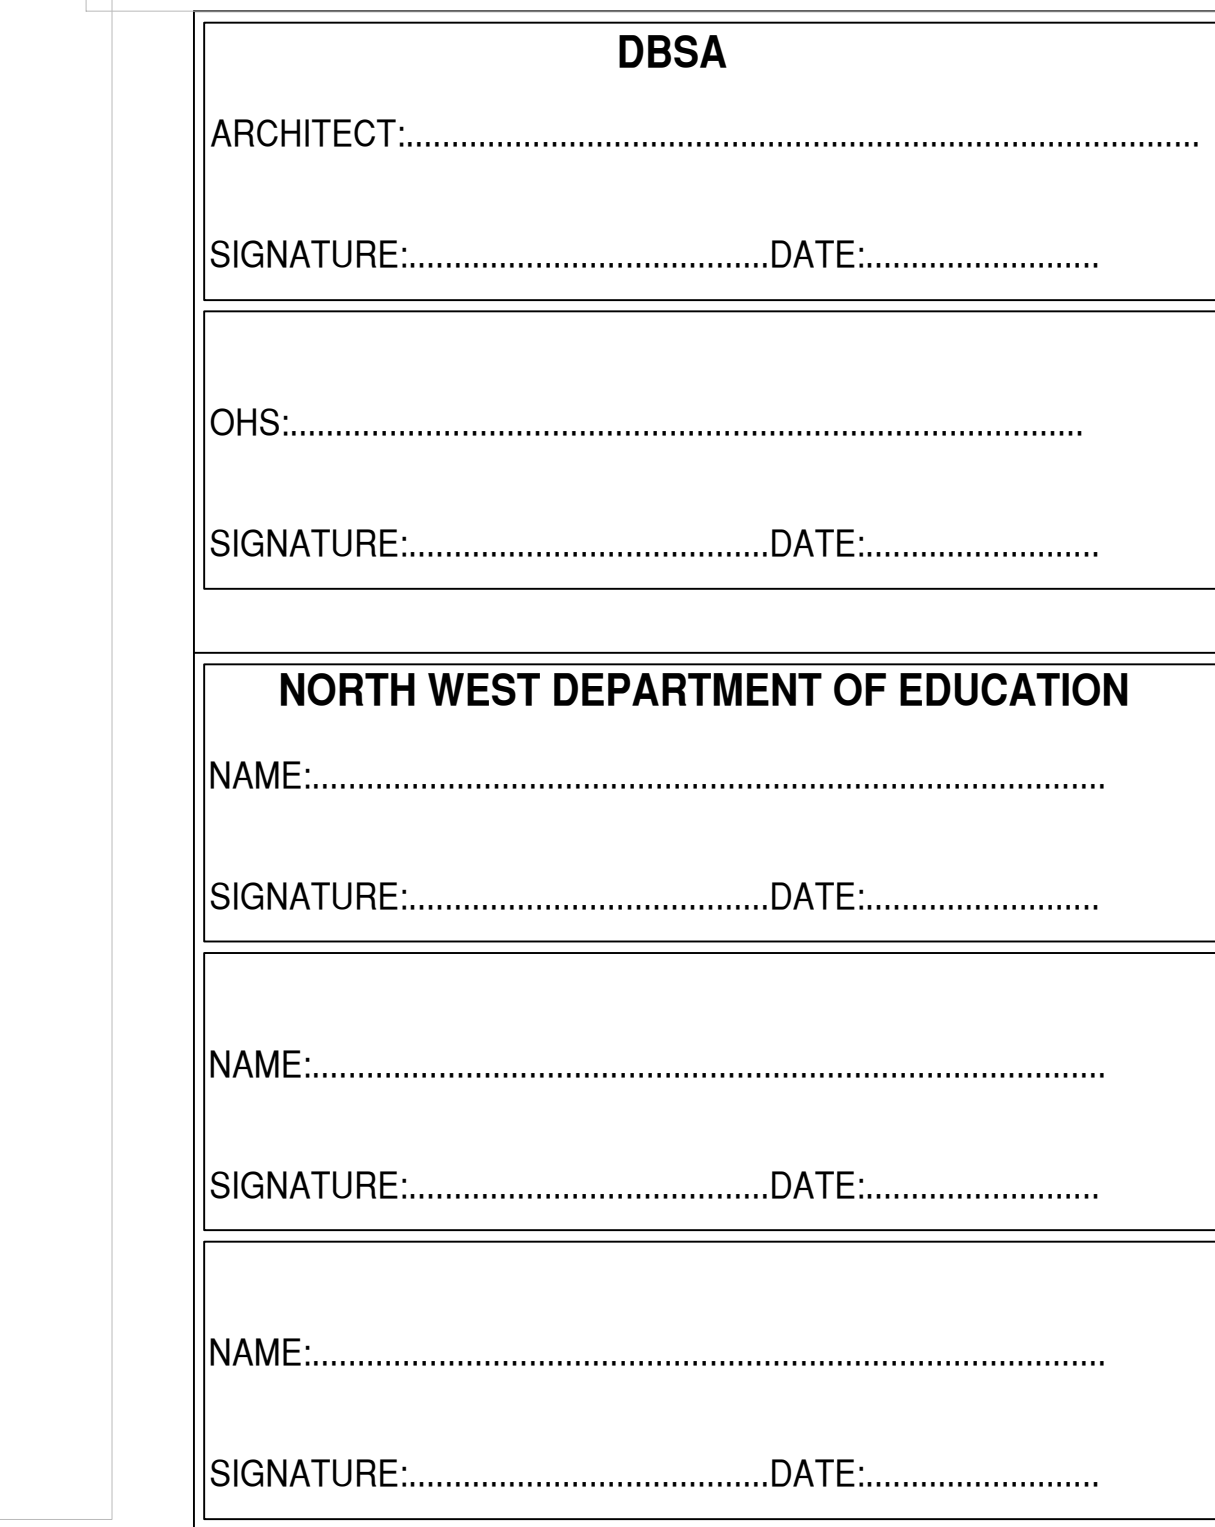 DBSA
ARCHITECT:........................................................................................
SIGNATURE:........................................DATE:..........................
OHS:........................................................................................
SIGNATURE:........................................DATE:..........................
NORTH WEST DEPARTMENT OF EDUCATION
NAME:........................................................................................
SIGNATURE:........................................DATE:..........................
NAME:........................................................................................
SIGNATURE:........................................DATE:..........................
NAME:........................................................................................
SIGNATURE:........................................DATE:..........................